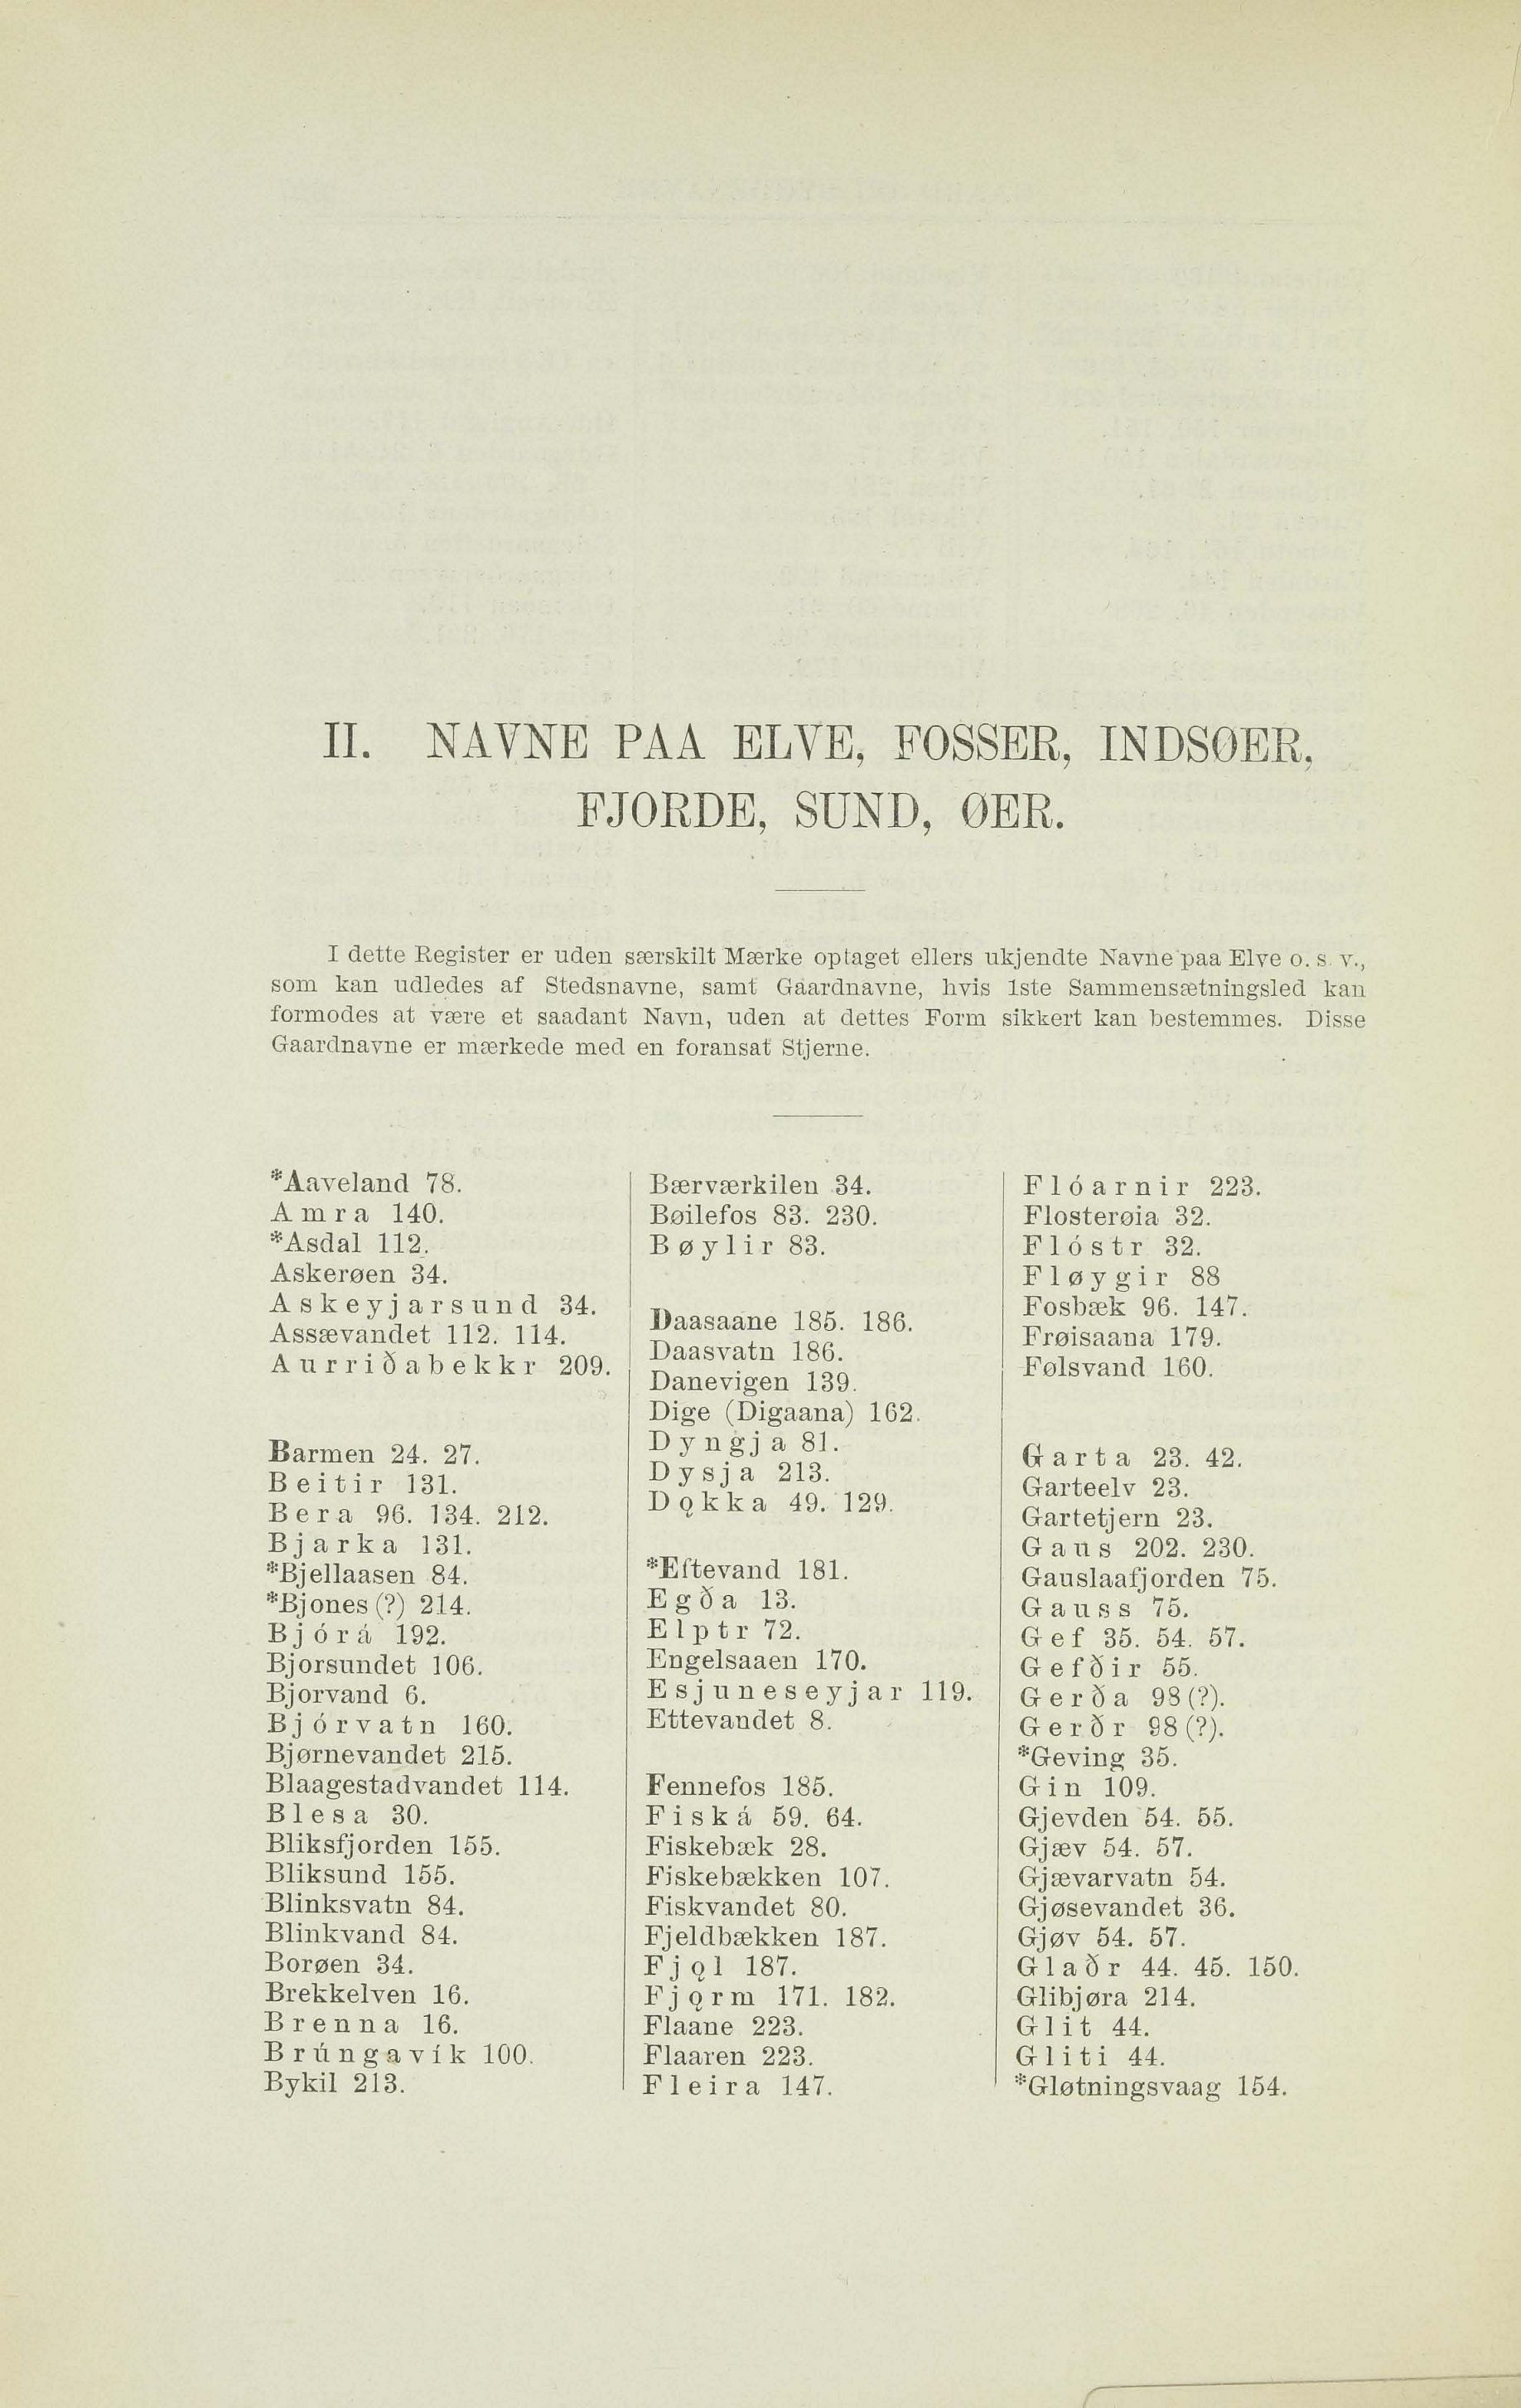 II. NAVNE PAA ELVE, FOSSER, INDSØER,
FJORDE, SUND, ØER.
I dette Register er uden særskilt Mærke optaget ellers ukjendte Navne paa Elve o. s. v.,
som kan udledes af Stedsnavne, samt Gaardnavne, hvis 1ste Sammensætningsled kan
formodes at være et saadant Navn, uden at dettes Form sikkert kan bestemmes. Disse
Gaardnavne er mærkede med en foransat Stjerne.
*Aaveland 78.
Amra 140.
*Asdal 112.
Askerøen 34.
Askeyjarsund 34.
Assævandet 112. 114.
Aurriðabekkr 209.
Barmen 24. 27.
Beitir 131.
Bera 96. 134. 212.
Bjarka 131.
*Bjellaasen 84.
*Bjones (?) 214.
Bjórá 192.
Bjorsundet 106.
Bjorvand 6.
Bjórvatn 160.
Bjørnevandet 215.
Blaagestadvandet 114.
Blesa 30.
Bliksfjorden 155.
Bliksund 155.
Blinksvatn 84.
Blinkvand 84.
Borøen 34.
Brekkelven 16.
Brenna 16.
Brúngavík 100.
Bykil 213.
Bærværkilen 34.
Bøilefos 83. 230.
Bøylir 83.
Daasaane 185. 186.
Daasvatn 186.
Danevigen 139.
Dige (Digaana) 162.
Dyngja 81.
Dysja 213.
Dǫkka 49. 129.
*Eftevand 181.
Egða 13.
Elptr 72.
Engelsaaen 170.
Esjuneseyjar 119.
Ettevandet 8.
Fennefos 185.
Fiská 59. 64.
Fiskebæk 28.
Fiskebækken 107.
Fiskvandet 80.
Fjeldbækken 187.
Fjǫl 187.
Fjǫrm 171. 182.
Flaane 223.
Flaaren 223.
Fleira 147.
Flóarnir 223.
Flosterøia 32.
Flóstr 32.
Fløygir 88
Fosbæk 96. 147.
Frøisaana 179.
Følsvand 160.
Garta 23. 42.
Garteelv 23.
Gartetjern 23.
Gaus 202. 230.
Gauslaafjorden 75.
Gauss 75.
Gef 35. 54. 57.
Gefðir 55.
Gerða 98 (?).
Gerðr 98 (?).
*Geving 35.
Gin 109.
Gjevden 54. 55.
Gjæv 54. 57.
Gjævarvatn 54.
Gjøsevandet 36.
Gjøv 54. 57.
Glaðr 44. 45. 150.
Glibjøra 214.
Glit 44.
Gliti 44.
*Gløtningsvaag 154.